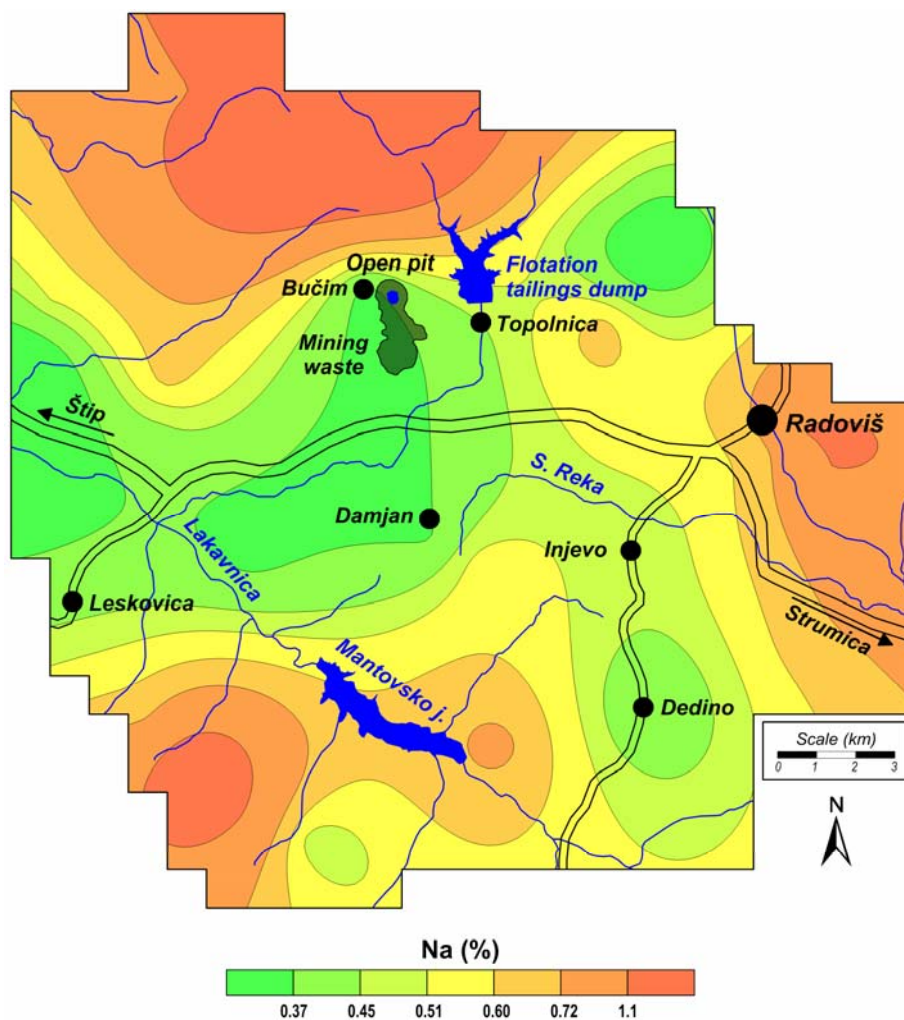 Open pit
Bučim
Flotation
tailings dump
Topolnica
Mining
waste
Štip
Radoviš
S. Reka
Damjan
Injevo
Lakavnica
Leskovica
Strumica
Mantovsko j.
Dedino
Scale (km)
0 1 2 3
N
Na (%)
0.37 0.45 0.51 0.60 0.72 1.1